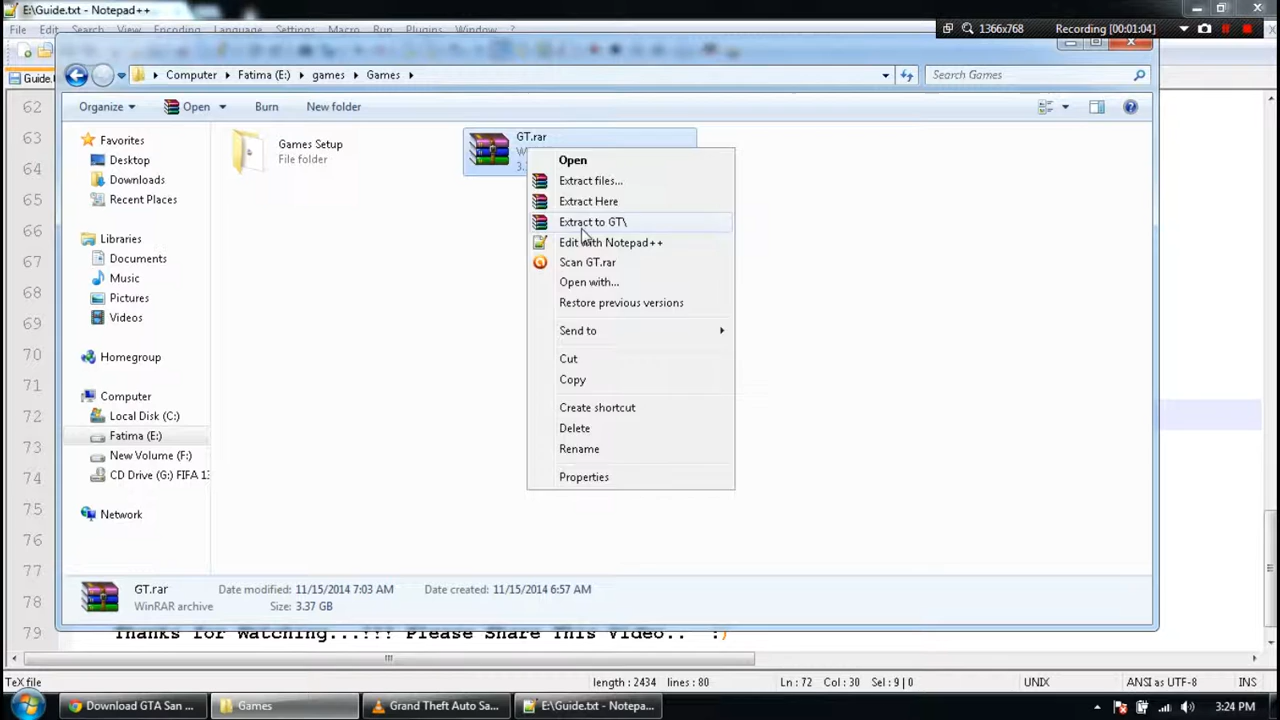 E:\Guide.txt - Notepad++
File Edit Search View Encoding Language Settings Macro Run Plugins Window ?
1366x768 Recording [00:01:04]
Guide.
Computer Fatima (E:) games Games
Search Games
Organize Open Burn New folder
Favorites
Desktop
Downloads
Recent Places
Libraries
Documents
Music
Pictures
Videos
Homegroup
Computer
Local Disk (C:)
Fatima (E:)
New Volume (F:)
CD Drive (G:) FIFA 13
Network
Games Setup
File folder
GT.rar
3.
Open
Extract files...
Extract Here
Extract to GT\
Edit with Notepad++
Scan GT.rar
Open with...
Restore previous versions
Send to
Cut
Copy
Create shortcut
Delete
Rename
Properties
62
63
64
65
66
67
68
69
70
71
72
73
74
75
76
77
78
79
GT.rar Date modified: 11/15/2014 7:03 AM Date created: 11/15/2014 6:57 AM
WinRAR archive Size: 3.37 GB
Thanks for Watching...??? Please Share This Video.. :)
TeX file length : 2434 lines : 80 Ln : 72 Col : 30 Sel : 9 | 0 UNIX ANSI as UTF-8 INS
Download GTA San ... Games Grand Theft Auto Sa... E:\Guide.txt - Notepa... 3:24 PM